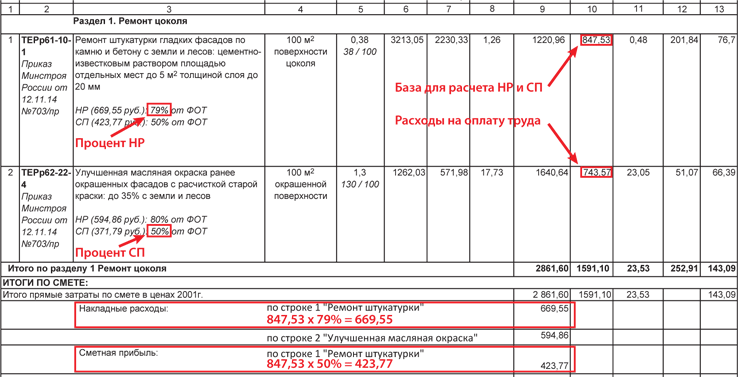 1 2 3 4 5 6 7 8 9 10 11 12 13
Раздел 1. Ремонт цоколя
1 ТЕРр61-10-1 Ремонт штукатурки гладких фасадов по 100 м2 0,38 3213,05 2230,33 1,26 1220,96 847,53 0,48 201,84 76,7
Приказ камню и бетону с земли и лесов: цементно- поверхности 38 / 100
Минстроя известковым раствором площадью цоколя
России от отдельных мест до 5 м2 толщиной слоя до
12.11.14 20 мм
№703/пр
База для расчета НР и СП
НР (669,55 руб.): 79% от ФОТ
СП (423,77 руб.): 50% от ФОТ
Расходы на оплату труда
Процент НР
2 ТЕРр62-22-4 Улучшенная масляная окраска ранее 100 м2 1,3 1262,03 571,98 17,73 1640,64 743,57 23,05 51,07 66,39
Приказ окрашенных фасадов с расчисткой старой окрашенной 130 / 100
Минстроя краски: до 35% с земли и лесов поверхности
России от
12.11.14 НР (594,86 руб.): 80% от ФОТ
№703/пр СП (371,79 руб.): 50% от ФОТ
Процент СП
Итого по разделу 1 Ремонт цоколя 2861,60 1591,10 23,53 252,91 143,09
ИТОГИ ПО СМЕТЕ:
Итого прямые затраты по смете в ценах 2001г. 2 861,60 1591,10 23,53 143,09
Накладные расходы: по строке 1 "Ремонт штукатурки" 669,55
847,53 x 79% = 669,55
по строке 2 "Улучшенная масляная окраска" 594,86
Сметная прибыль: по строке 1 "Ремонт штукатурки"
847,53 x 50% = 423,77 423,77